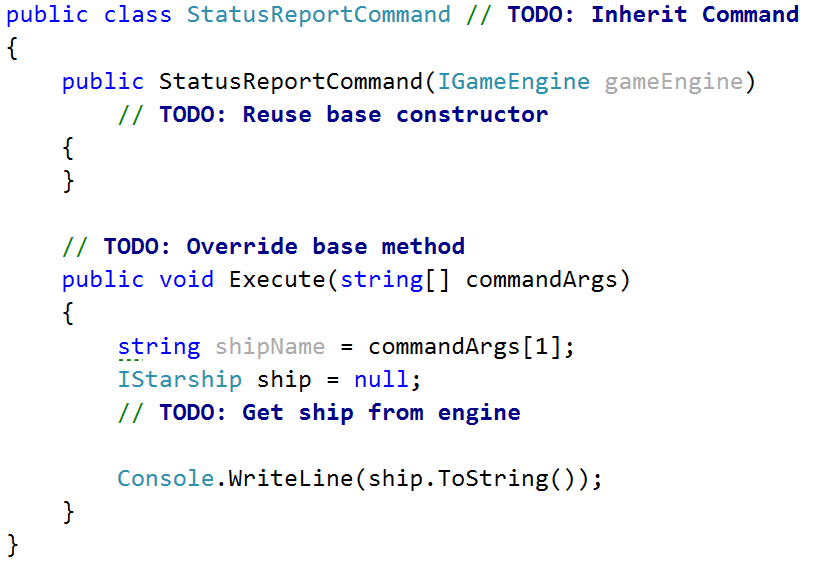 public class StatusReportCommand // TODO: Inherit Command
{
    public StatusReportCommand(IGameEngine gameEngine)
        // TODO: Reuse base constructor
    {
    }

    // TODO: Override base method
    public void Execute(string[] commandArgs)
    {
        string shipName = commandArgs[1];
        IStarship ship = null;
        // TODO: Get ship from engine

        Console.WriteLine(ship.ToString());
    }
}